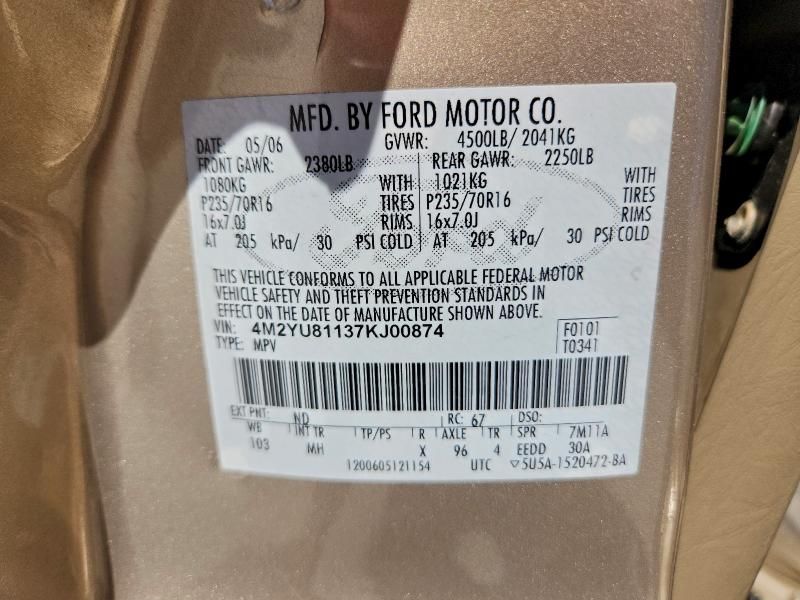 MFD. BY FORD MOTOR CO.
DATE: 05/06 GVWR: 4500LB/ 2041KG
FRONT GAWR: 2380LB REAR GAWR: 2250LB
1080KG WITH 1021KG WITH
P235/70R16 TIRES P235/70R16 TIRES
16x7.0J RIMS 16x7.0J RIMS
AT 205 kPa/ 30 PSI COLD AT 205 kPa/ 30 PSI COLD
Ford
THIS VEHICLE CONFORMS TO ALL APPLICABLE FEDERAL MOTOR
VEHICLE SAFETY AND THEFT PREVENTION STANDARDS IN
EFFECT ON THE DATE OF MANUFACTURE SHOWN ABOVE.
VIN: 4M2YU81137KJ00874 F0101
TYPE: MPV T0341
EXT PNT: ND RC: 67 DSO:
WB INT TR TP/PS R AXLE TR SPR 7M11A
103 MH X 96 4 EEDD 30A
1200605121154 UTC ▽5U5A-1520472-BA